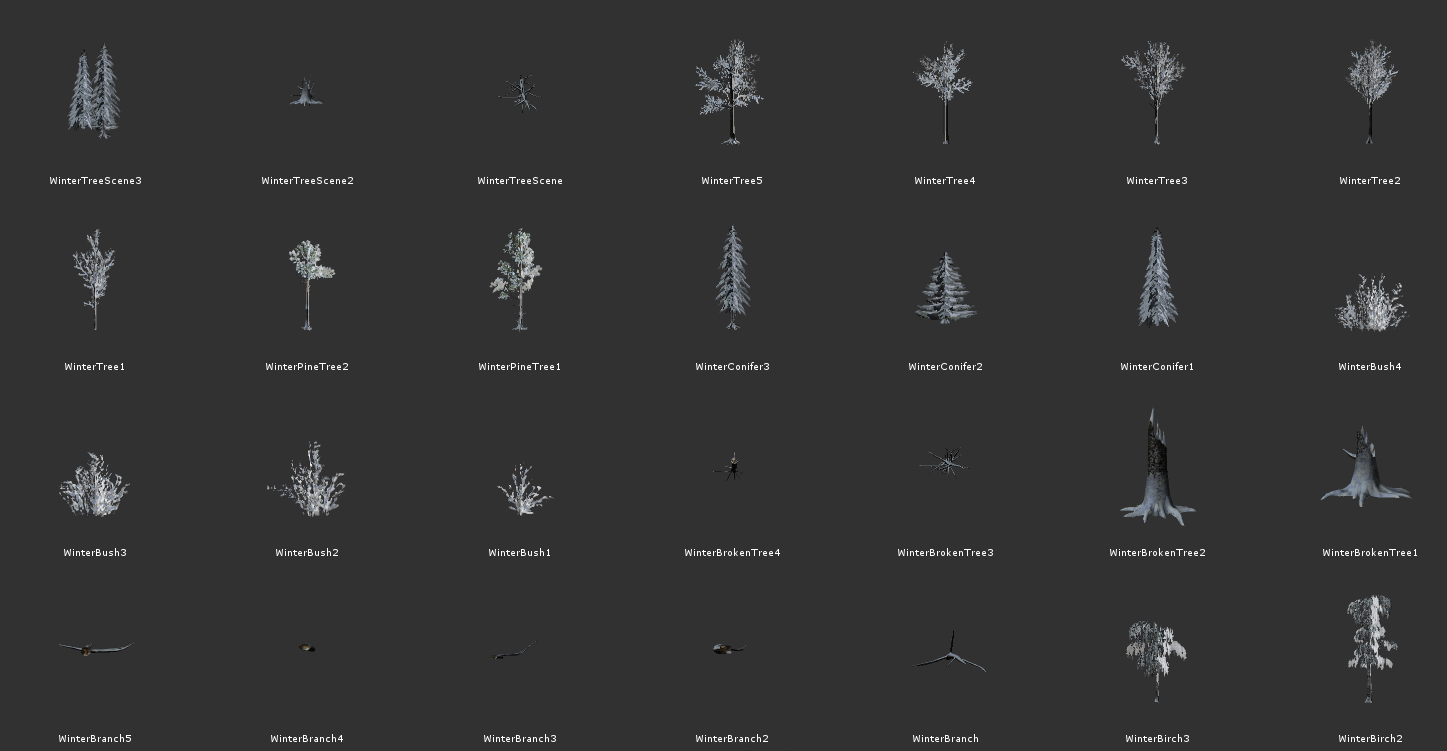 WinterTreeScene3 WinterTreeScene2 WinterTreeScene WinterTree5 WinterTree4 WinterTree3 WinterTree2
WinterTree1 WinterPineTree2 WinterPineTree1 WinterConifer3 WinterConifer2 WinterConifer1 WinterBush4
WinterBush3 WinterBush2 WinterBush1 WinterBrokenTree4 WinterBrokenTree3 WinterBrokenTree2 WinterBrokenTree1
WinterBranch5 WinterBranch4 WinterBranch3 WinterBranch2 WinterBranch WinterBirch3 WinterBirch2